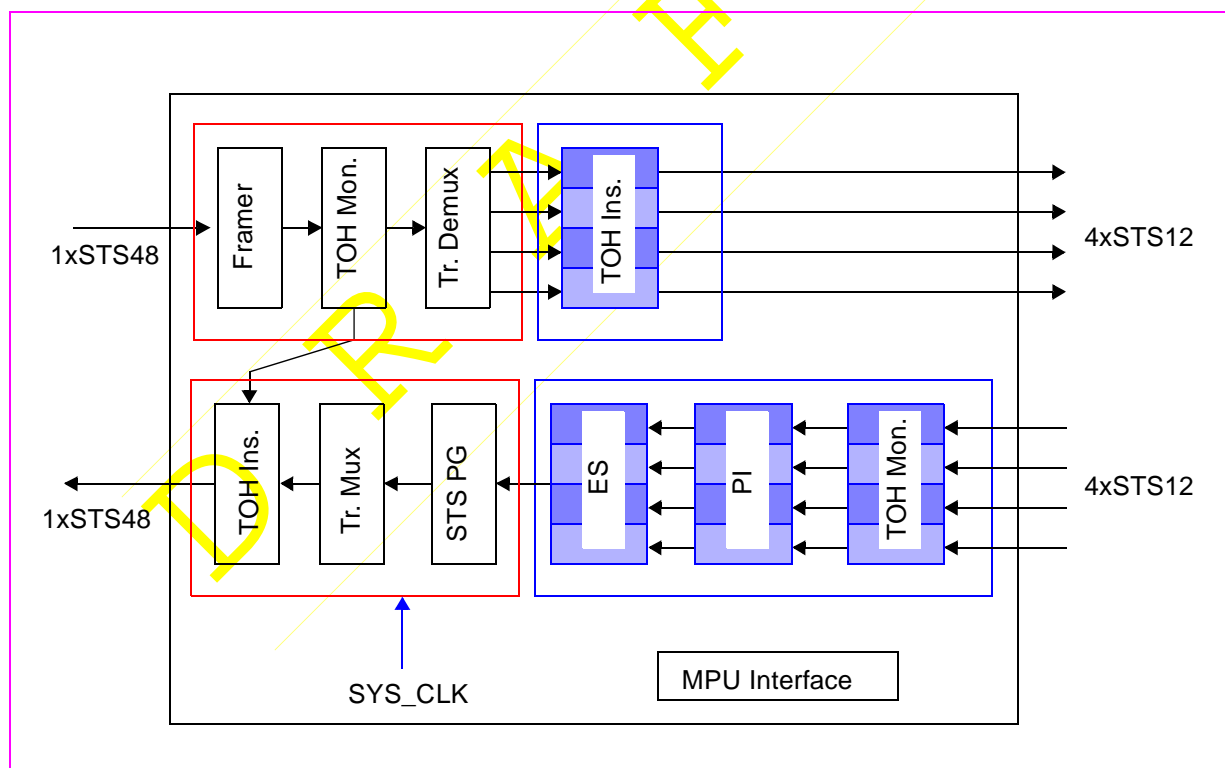 Framer
TOH Mon.
Tr. Demux
TOH Ins.
1xSTS48
4xSTS12
TOH Ins.
Tr. Mux
STS PG
ES
PI
TOH Mon.
1xSTS48
4xSTS12
SYS_CLK
MPU Interface
D R A F